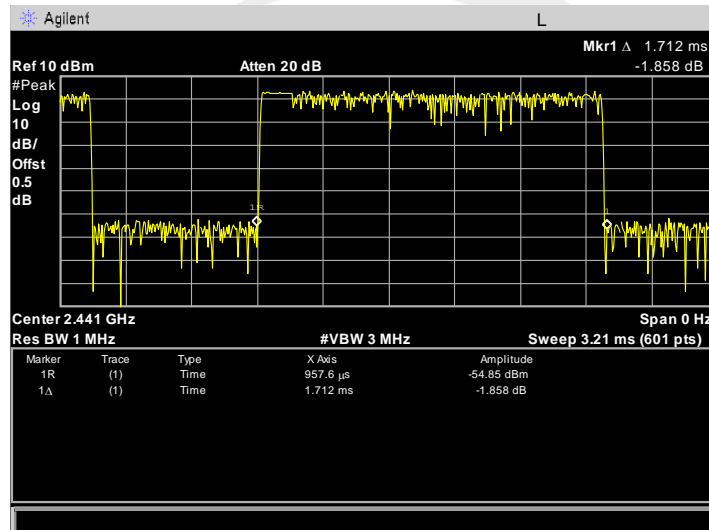 Agilent L
Mkr1 Δ 1.712 ms
Ref 10 dBm Atten 20 dB -1.858 dB
#Peak
Log
10
dB/
Offst
0.5
dB
1R
1
Center 2.441 GHz Span 0 Hz
Res BW 1 MHz #VBW 3 MHz Sweep 3.21 ms (601 pts)
Marker Trace Type X Axis Amplitude
1R (1) Time 957.6 μs -54.85 dBm
1Δ (1) Time 1.712 ms -1.858 dB